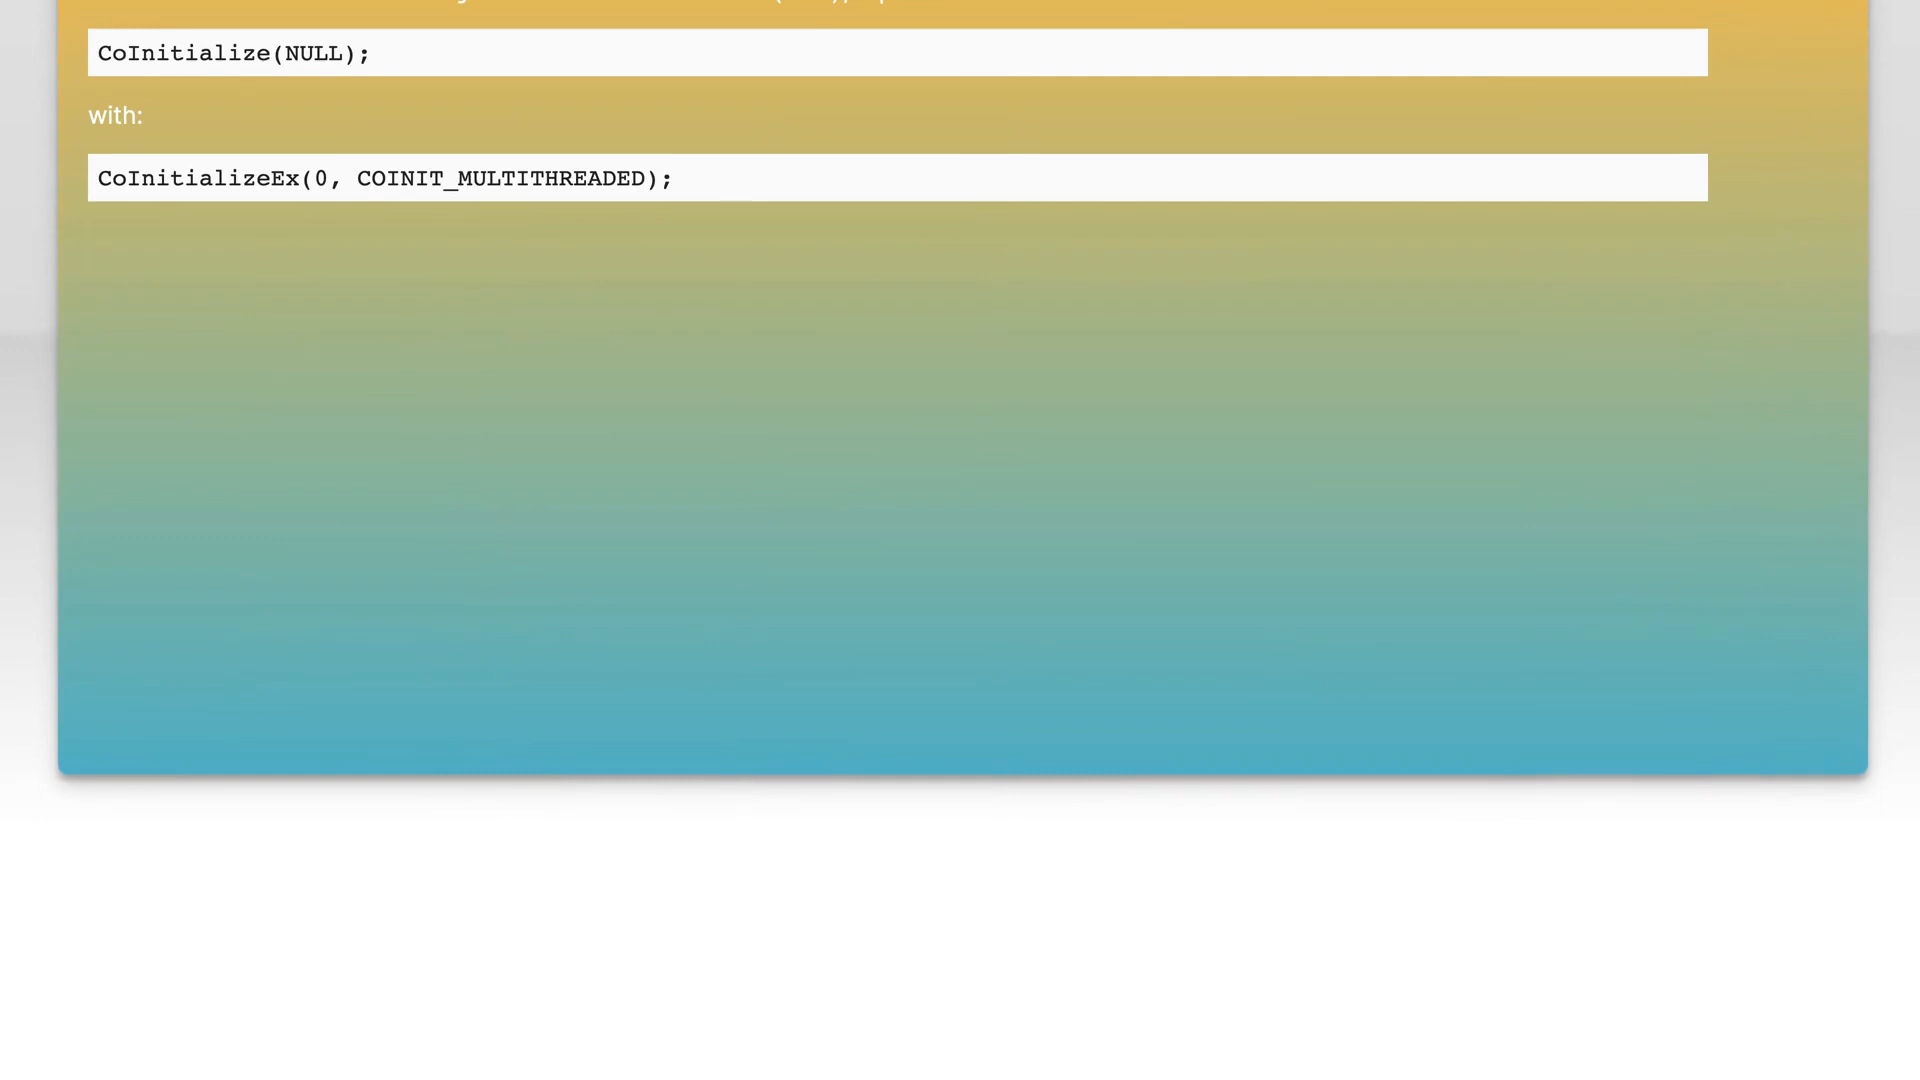 CoInitialize(NULL);
with:
CoInitializeEx(0, COINIT_MULTITHREADED);